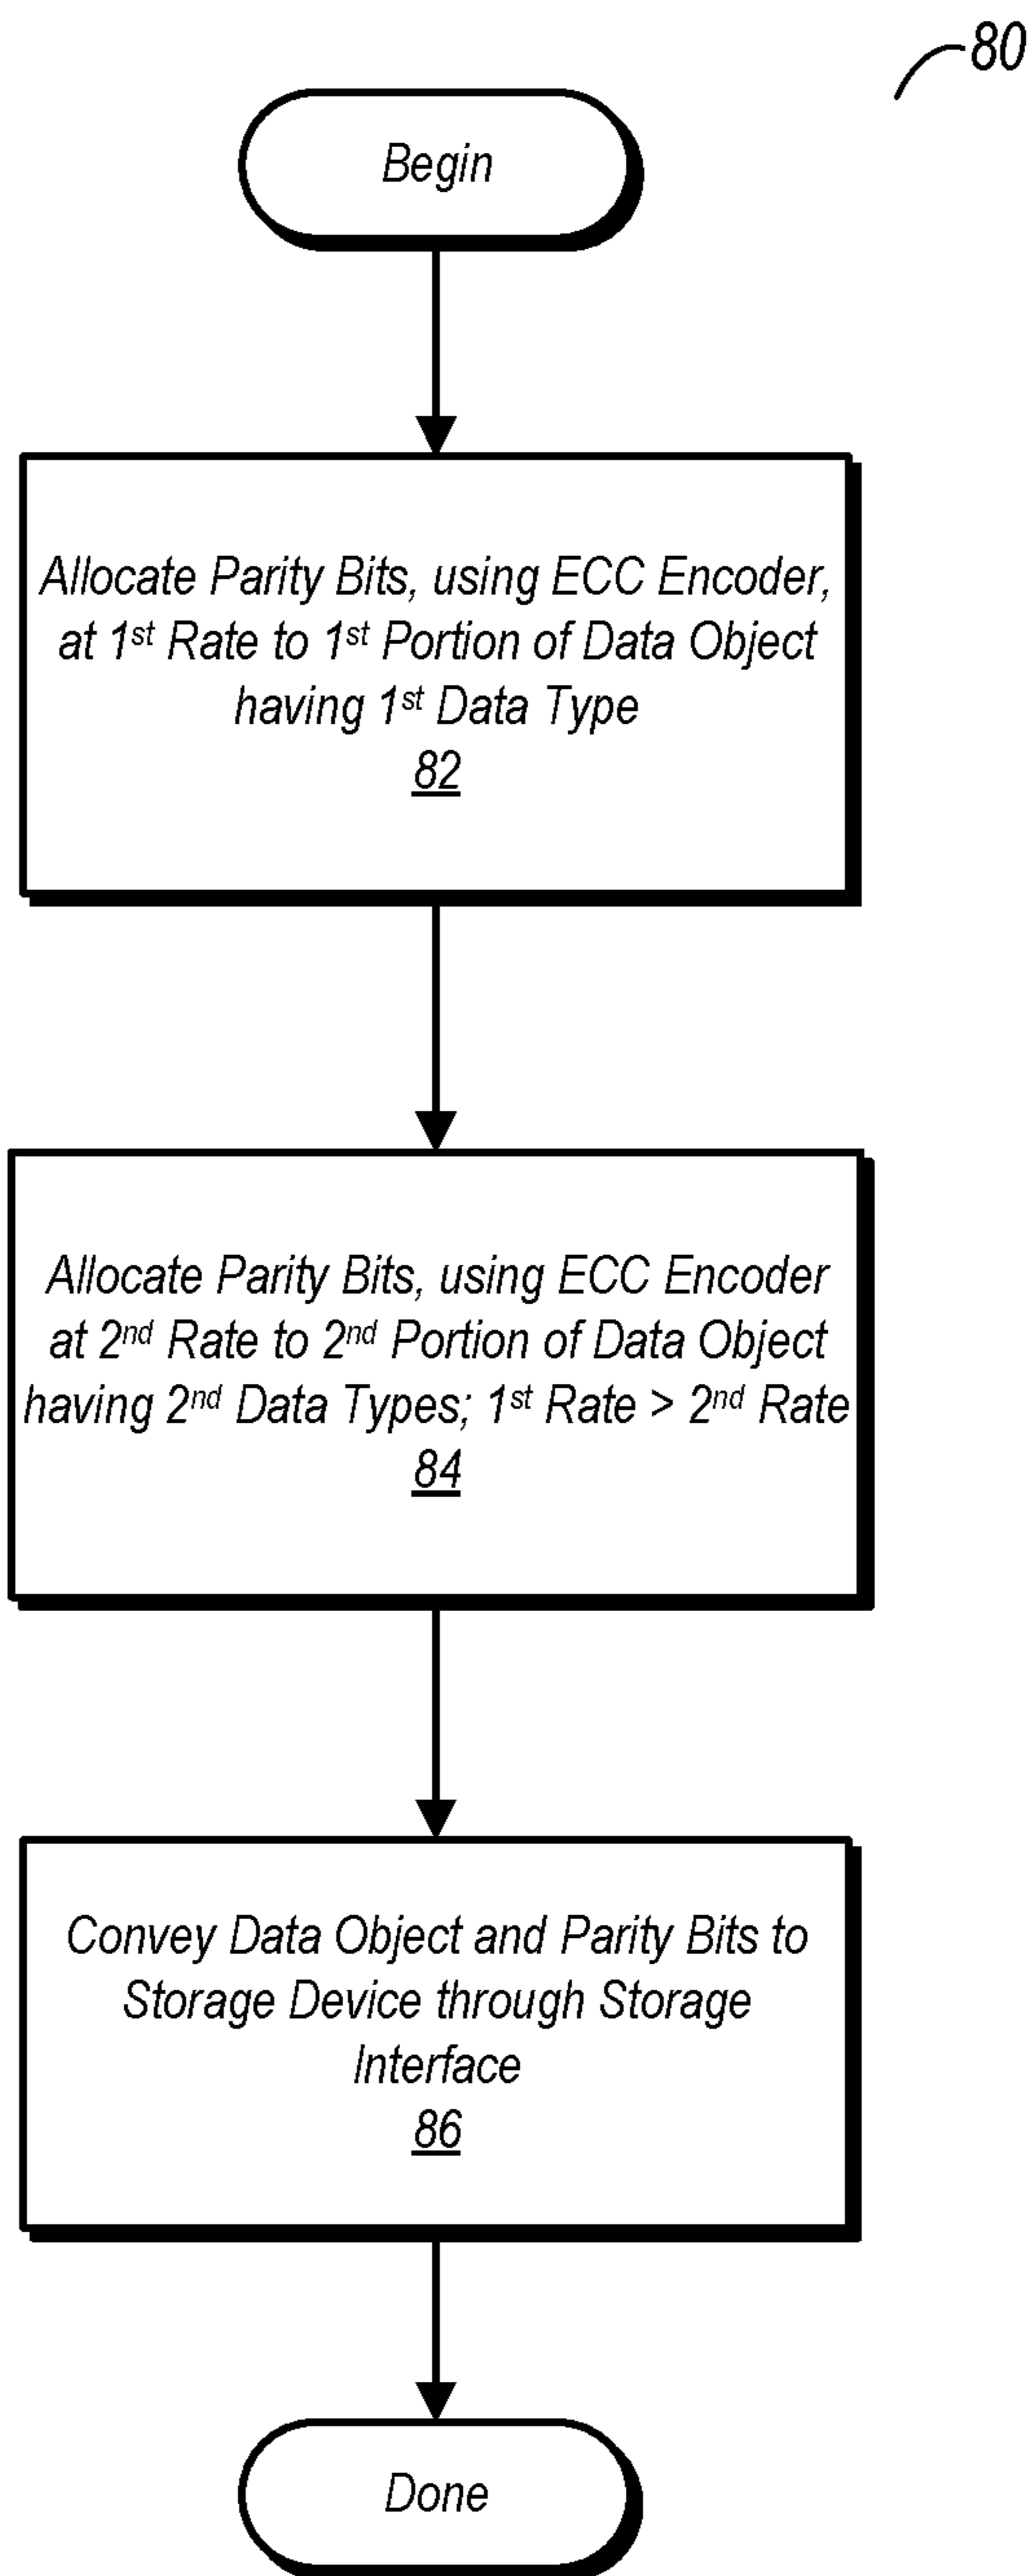 80
Begin
Allocate Parity Bits, using ECC Encoder,
at 1st Rate to 1st Portion of Data Object
having 1st Data Type
82
Allocate Parity Bits, using ECC Encoder
at 2nd Rate to 2nd Portion of Data Object
having 2nd Data Types; 1st Rate > 2nd Rate
84
Convey Data Object and Parity Bits to
Storage Device through Storage
Interface
86
Done